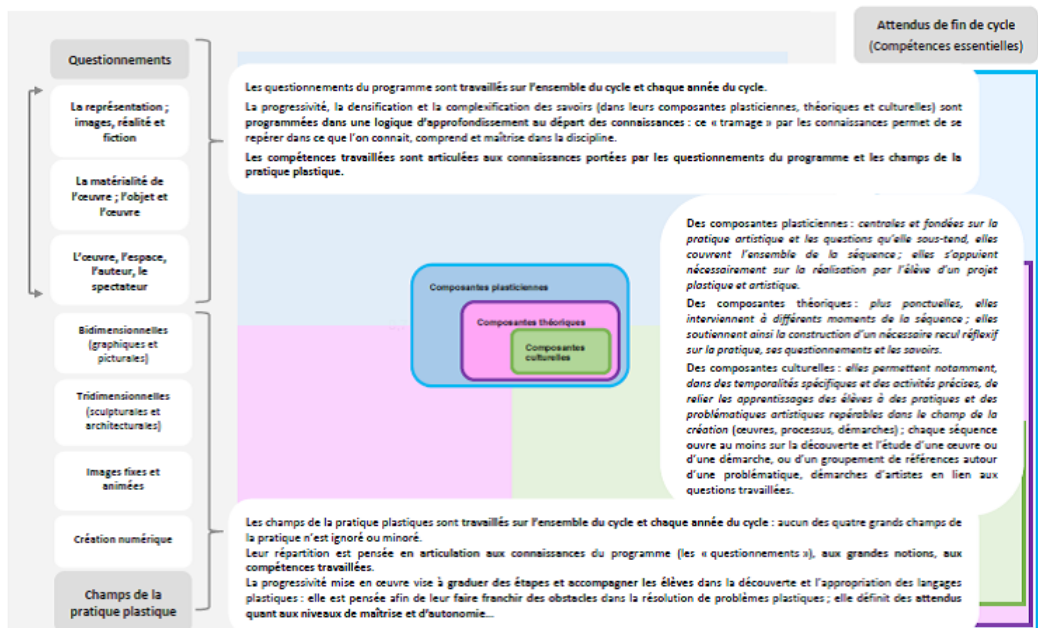 Attendus de fin de cycle
(Compétences essentielles)
Questionnements
La représentation ;
images, réalité et
fiction
La matérialité de
l'œuvre ; l'objet et
l'œuvre
L'œuvre, l'espace,
l'auteur, le
spectateur
Bidimensionnelles
(graphiques et
picturales)
Tridimensionnelles
(sculpturales et
architecturales)
Images fixes et
animées
Création numérique
Champs de la
pratique plastique
Les questionnements du programme sont travaillés sur l'ensemble du cycle et chaque année du cycle.
La progressivité, la densification et la complexification des savoirs (dans leurs composantes plasticiennes, théoriques et culturelles) sont
programmées dans une logique d'approfondissement au départ des connaissances : ce « tramage » par les connaissances permet de se
repérer dans ce que l'on connait, comprend et maîtrise dans la discipline.
Les compétences travaillées sont articulées aux connaissances portées par les questionnements du programme et les champs de la
pratique plastique.
Composantes plasticiennes
Composantes théoriques
Composantes
culturelles
Des composantes plasticiennes : centrales et fondées sur la
pratique artistique et les questions qu'elle sous-tend, elles
couvrent l'ensemble de la séquence ; elles s'appuient
nécessairement sur la réalisation par l'élève d'un projet
plastique et artistique.
Des composantes théoriques : plus ponctuelles, elles
interviennent à différents moments de la séquence ; elles
soutiennent ainsi la construction d'un nécessaire recul réflexif
sur la pratique, ses questionnements et les savoirs.
Des composantes culturelles : elles permettent notamment,
dans des temporalités spécifiques et des activités précises, de
relier les apprentissages des élèves à des pratiques et des
problématiques artistiques repérables dans le champ de la
création (œuvres, processus, démarches) ; chaque séquence
ouvre au moins sur la découverte et l'étude d'une œuvre ou
d'une démarche, ou d'un groupement de références autour
d'une problématique, démarches d'artistes en lien aux
questions travaillées.
Les champs de la pratique plastiques sont travaillés sur l'ensemble du cycle et chaque année du cycle : aucun des quatre grands champs de
la pratique n'est ignoré ou minoré.
Leur répartition est pensée en articulation aux connaissances du programme (les « questionnements »), aux grandes notions, aux
compétences travaillées.
La progressivité mise en œuvre vise à graduer des étapes et accompagner les élèves dans la découverte et l'appropriation des langages
plastiques : elle est pensée afin de leur faire franchir des obstacles dans la résolution de problèmes plastiques ; elle définit des attendus
quant aux niveaux de maîtrise et d'autonomie...